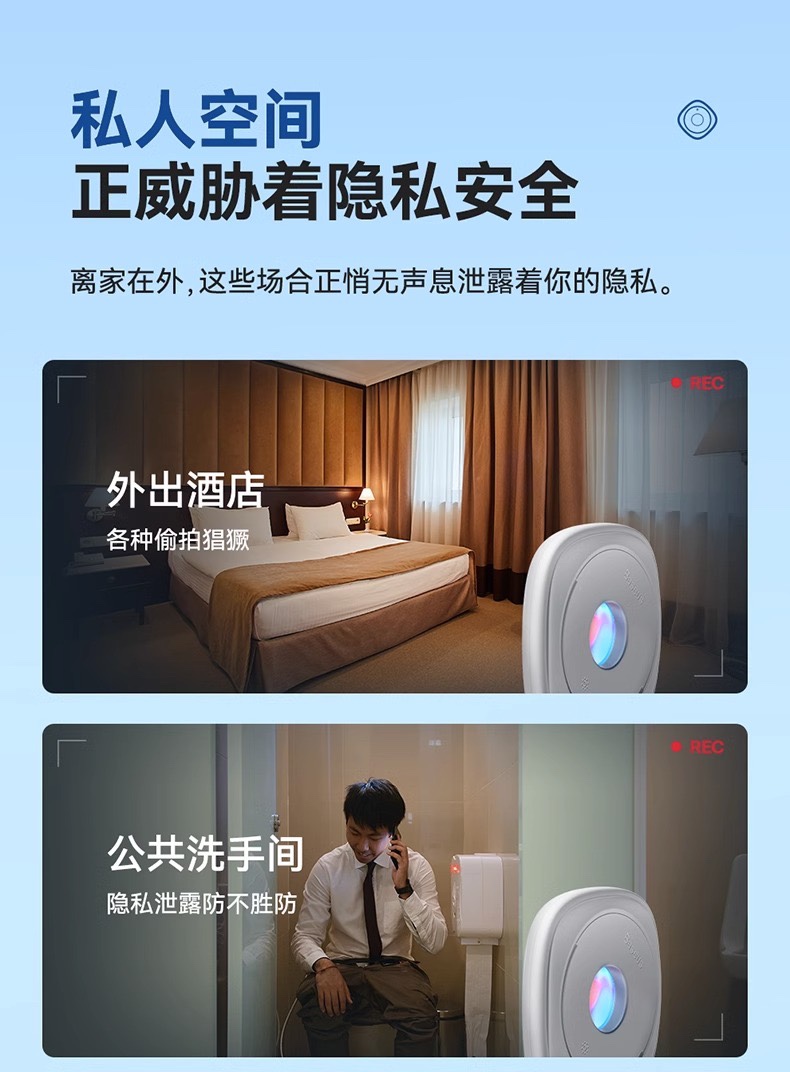 私人空间
正威胁着隐私安全
离家在外,这些场合正悄无声息泄露着你的隐私。
REC
外出酒店
各种偷拍猖獗
REC
公共洗手间
隐私泄露防不胜防